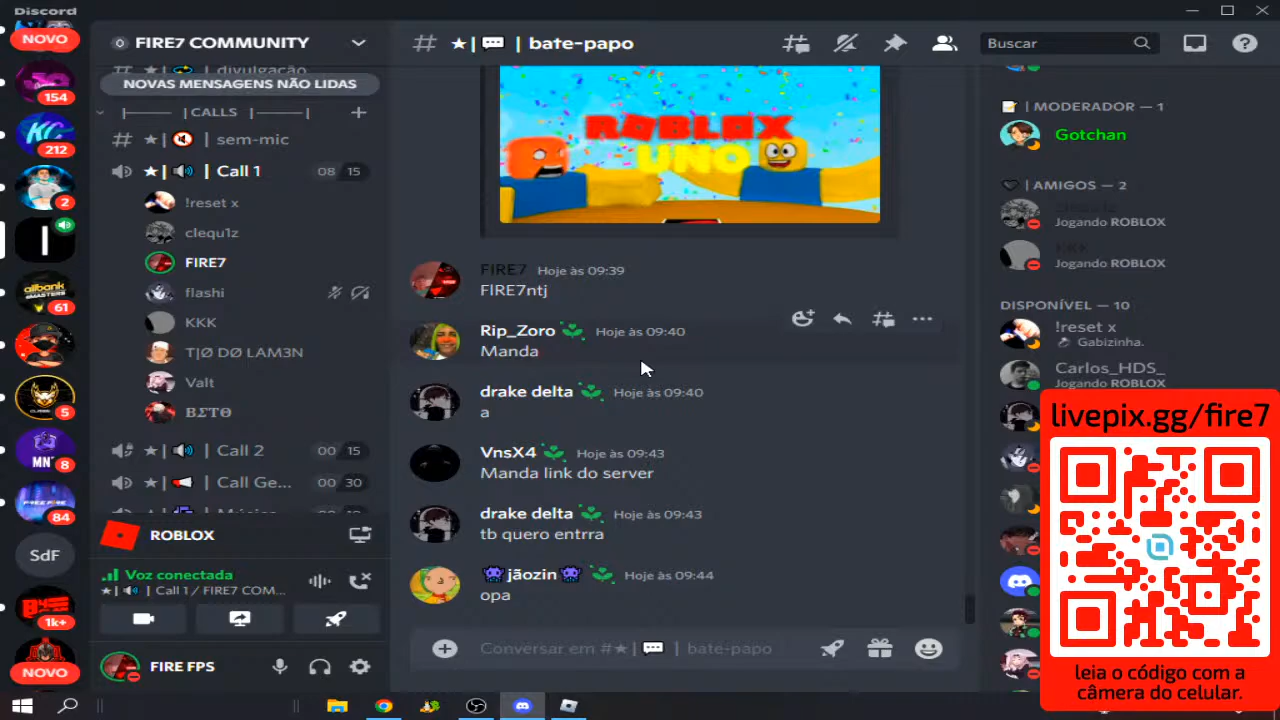 Discord
NOVO
154
212
2
61
5
MN
8
84
SdF
1k+
NOVO
FIRE7 COMMUNITY
divulgação
NOVAS MENSAGENS NÃO LIDAS
|CALLS
# ★| | sem-mic
★| | Call 1
08 15
!reset x
clequ1z
FIRE7
flashi
KKK
T|Ø DØ LAM3N
Valt
BΣTӨ
★| | Call 2
00 15
★| | Call Ge...
00 30
ROBLOX
Voz conectada
★| | Call 1 / FIRE7 COM...
FIRE FPS
# ★| 💬 | bate-papo
Buscar
ROBLOX
UNO
FIRE7 Hoje às 09:39
FIRE7ntj
Rip_Zoro Hoje às 09:40
Manda
drake delta Hoje às 09:40
a
VnsX4 Hoje às 09:43
Manda link do server
drake delta Hoje às 09:43
tb quero entrra
👾jãozin👾 Hoje às 09:44
opa
Conversar em #★| 💬 | bate-papo
| MODERADOR — 1
Gotchan
| AMIGOS — 2
Jogando ROBLOX
KKK
Jogando ROBLOX
DISPONÍVEL — 10
!reset x
Gabizinha.
Carlos_HDS_
Jogando ROBLOX
livepix.gg/fire7
leia o código com a
câmera do celular.